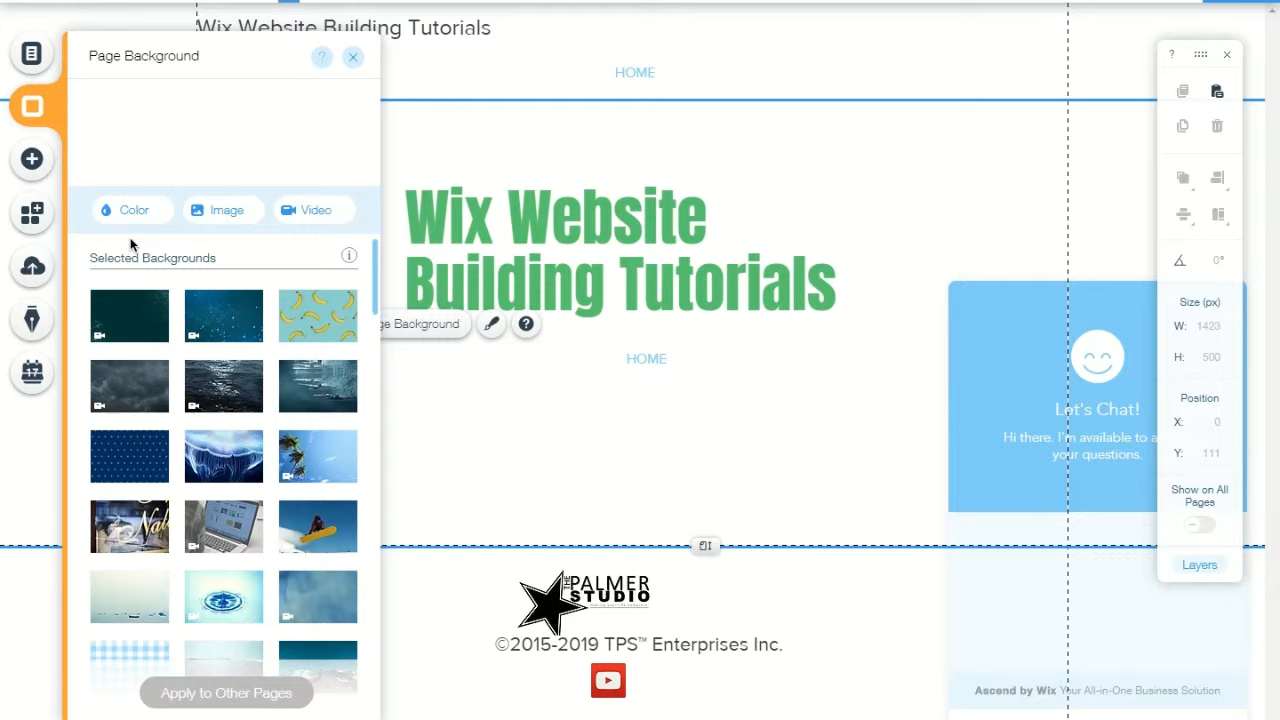 Wix Website Building Tutorials
Page Background
?
HOME
Color
Image
Video
Selected Backgrounds
i
Wix Website
Building Tutorials
ge Background
?
HOME
17
Let's Chat!
Hi there. I'm available to a
your questions.
?
0°
Size (px)
W: 1423
H: 500
Position
X: 0
Y: 111
Show on All
Pages
Layers
THE PALMER
STUDIO
©2015-2019 TPS™ Enterprises Inc.
Apply to Other Pages
Ascend by Wix Your All-in-One Business Solution